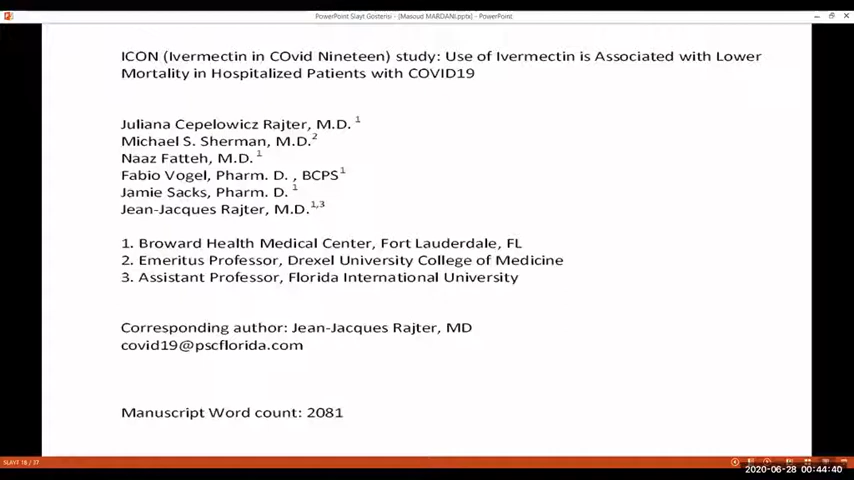 PowerPoint Slayt Gösterisi - [Masoud MARDANI.pptx] - PowerPoint
ICON (Ivermectin in COvid Nineteen) study: Use of Ivermectin is Associated with Lower
Mortality in Hospitalized Patients with COVID19
Juliana Cepelowicz Rajter, M.D. 1
Michael S. Sherman, M.D.2
Naaz Fatteh, M.D. 1
Fabio Vogel, Pharm. D. , BCPS1
Jamie Sacks, Pharm. D. 1
Jean-Jacques Rajter, M.D.1,3
1. Broward Health Medical Center, Fort Lauderdale, FL
2. Emeritus Professor, Drexel University College of Medicine
3. Assistant Professor, Florida International University
Corresponding author: Jean-Jacques Rajter, MD
covid19@pscflorida.com
Manuscript Word count: 2081
SLAYT 16 / 37
2020-06-28 00:44:40